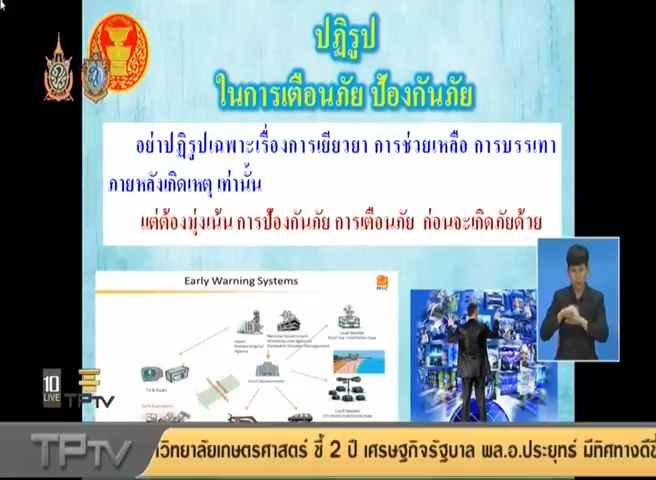 ปฏิรูป
ในการเตือนภัย ป้องกันภัย
อย่าปฏิรูปเฉพาะเรื่องการเยียวยา การช่วยเหลือ การบรรเทา
ภายหลังเกิดเหตุ เท่านั้น
แต่ต้องมุ่งเน้น การป้องกันภัย การเตือนภัย ก่อนจะเกิดภัยด้วย
Early Warning Systems
MIC
Japan Meteorological Agency
Local Government
TV & Radio
10
LIVE
TPTV
TPTV
วิทยาลัยเกษตรศาสตร์ ชี้ 2 ปี เศรษฐกิจรัฐบาล พล.อ.ประยุทธ์ มีทิศทางดีขึ้